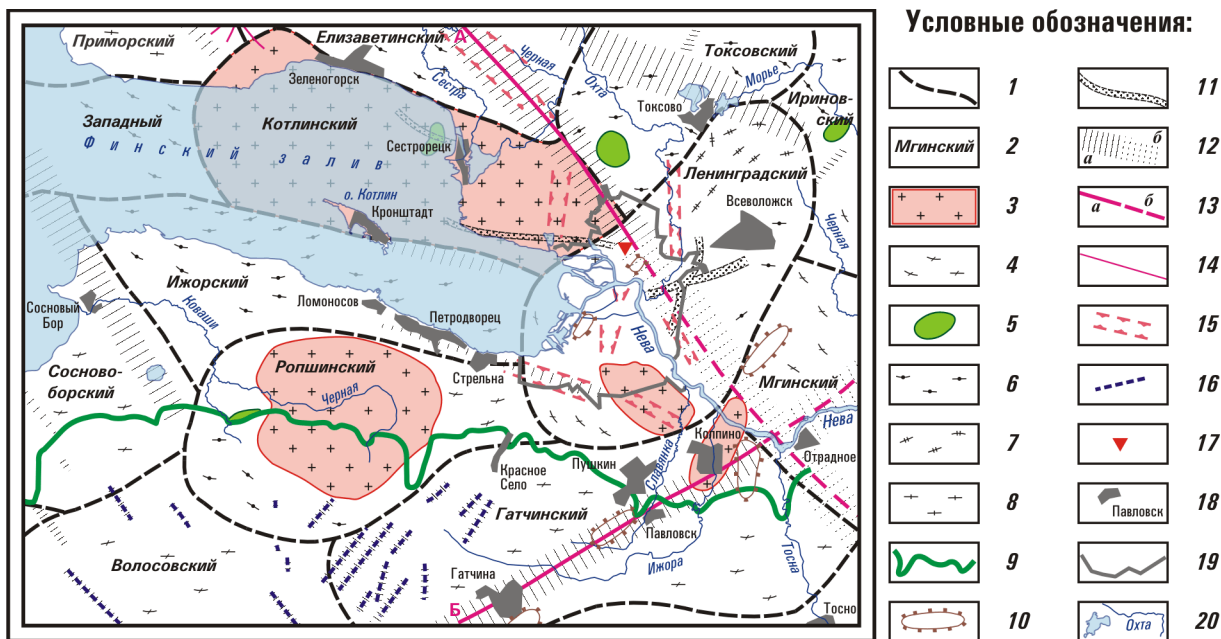 Условные обозначения:
Приморский
Елизаветинский
А
Черная
Токсовский
Зеленогорск
Сестра
Охта
Морье
Токсово
Ириновский
Западный
Котлинский
Финский залив
Сестрорецк
Ленинградский
о. Котлин
Кронштадт
Всеволожск
Черная
Ижорский
Сосновый
Бор
Коваши
Ломоносов
Петродворец
Нева
Ропшинский
Сосново-
борский
Черная
Стрельна
Мгинский
Нева
Колпино
Отрадное
Красное
Село
Пушкин
Славянка
Гатчинский
Павловск
Волосовский
Ижора
Тосна
Гатчина
Б
Тосно
1
Мгинский 2
3
4
5
6
7
8
9
10
11
а б 12
а б 13
14
15
16
17
Павловск 18
19
Охта 20